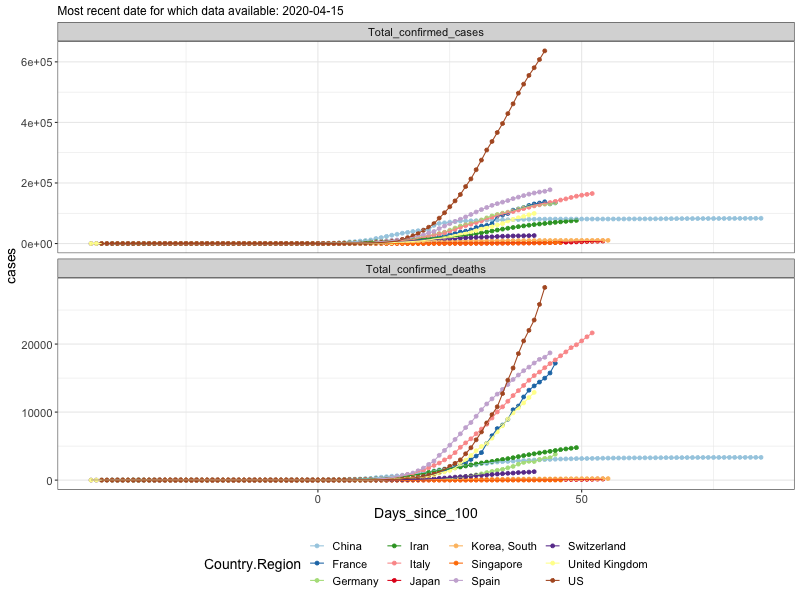 Most recent date for which data available: 2020-04-15
Total_confirmed_cases
6e+05
4e+05
2e+05
0e+00
cases
Total_confirmed_deaths
20000
10000
0
0 50
Days_since_100
Country.Region
China Iran Korea, South Switzerland
France Italy Singapore United Kingdom
Germany Japan Spain US